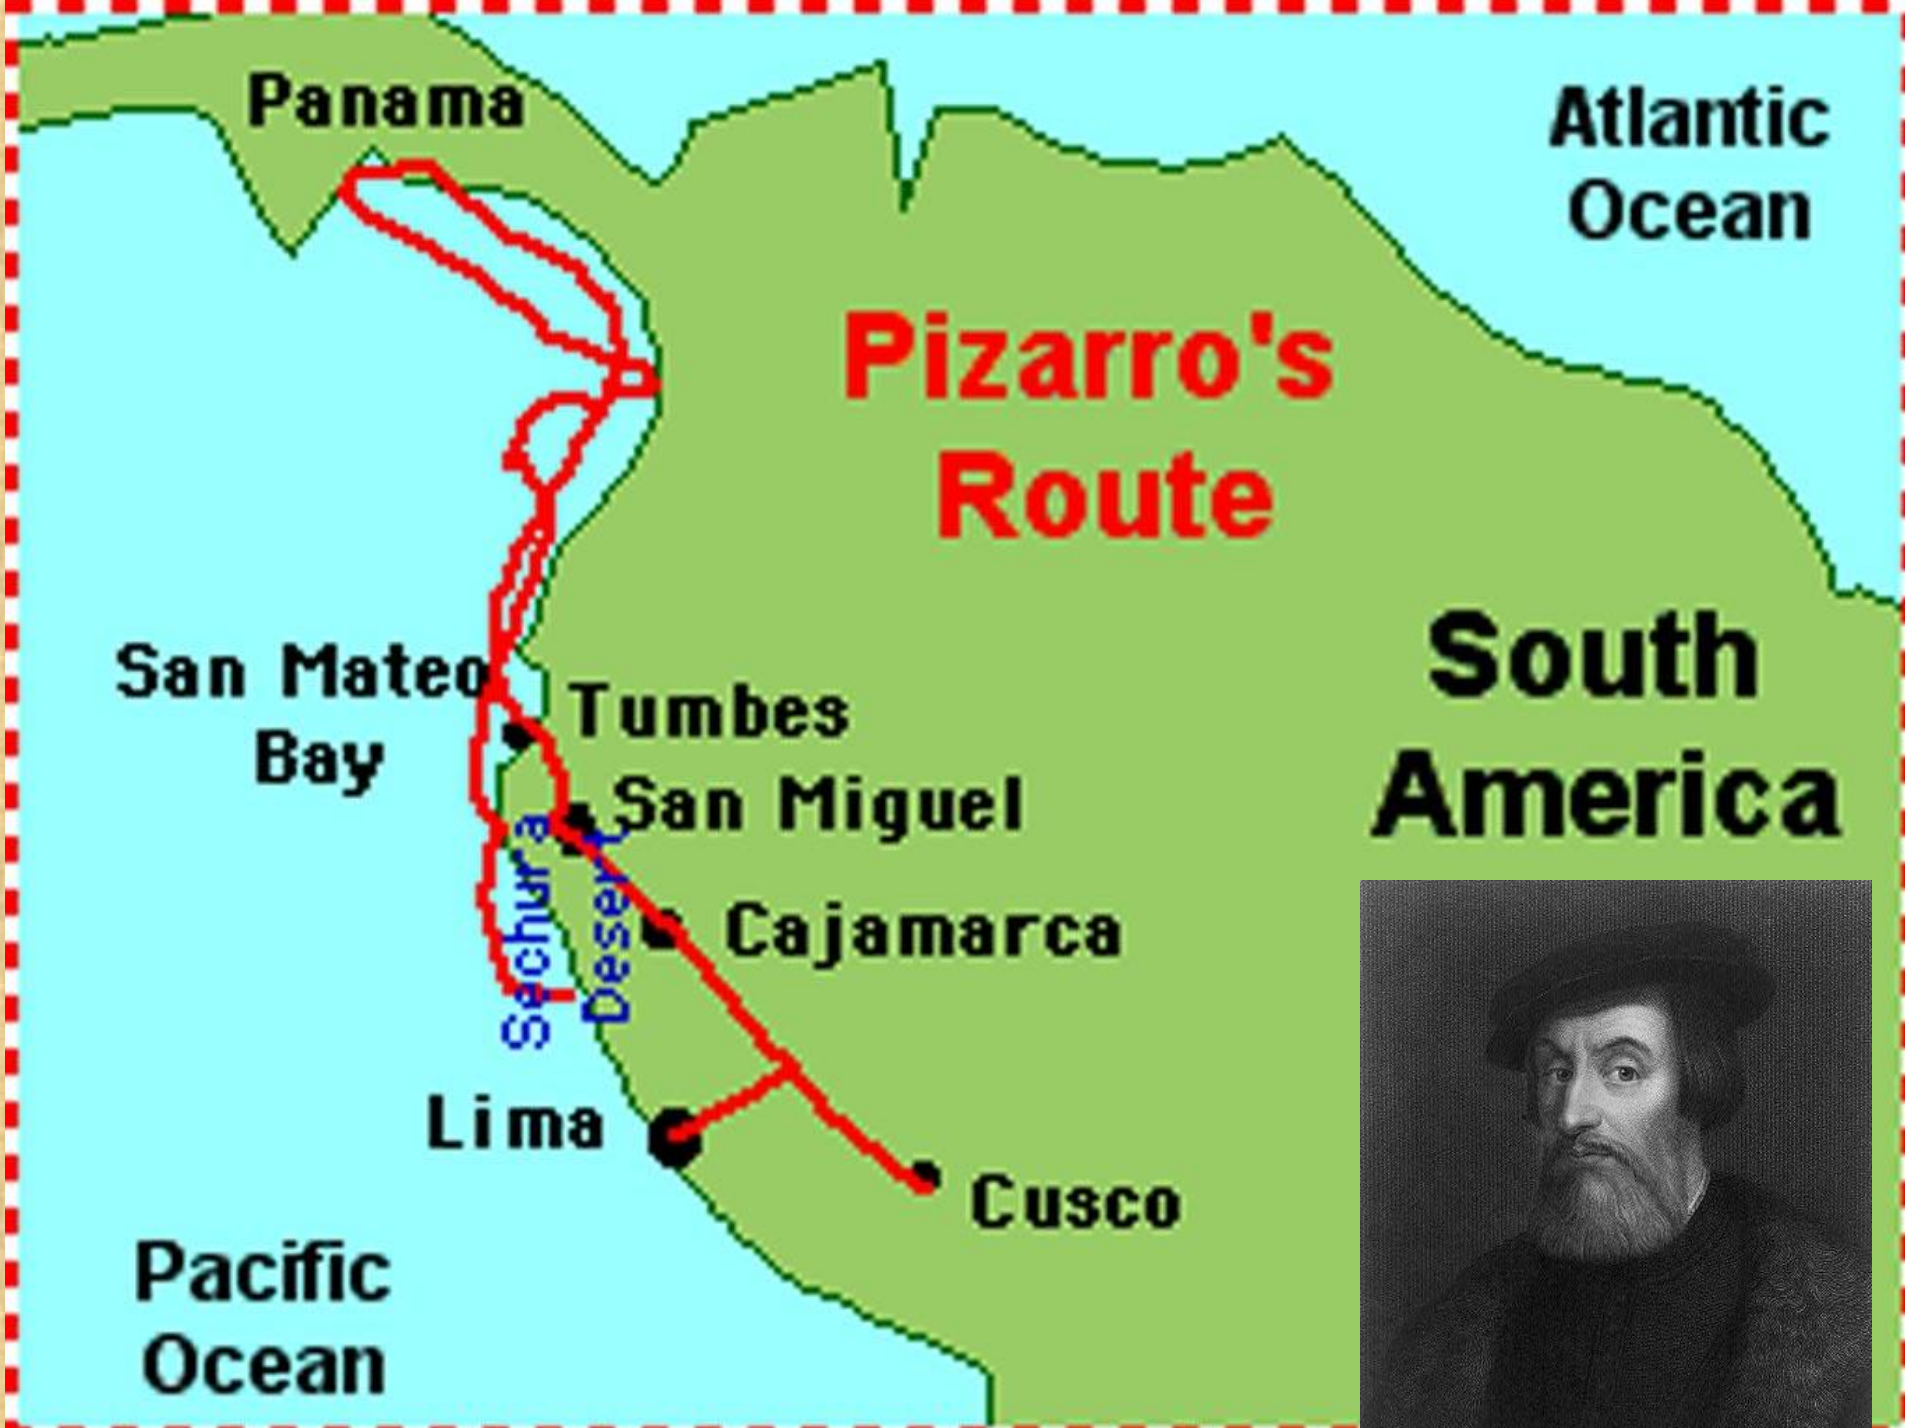 Panama
Atlantic
Ocean
Pizarro's
Route
South
America
San Mateo
Bay
Tumbes
San Miguel
Sechura
Desert
Cajamarca
Lima
Cusco
Pacific
Ocean